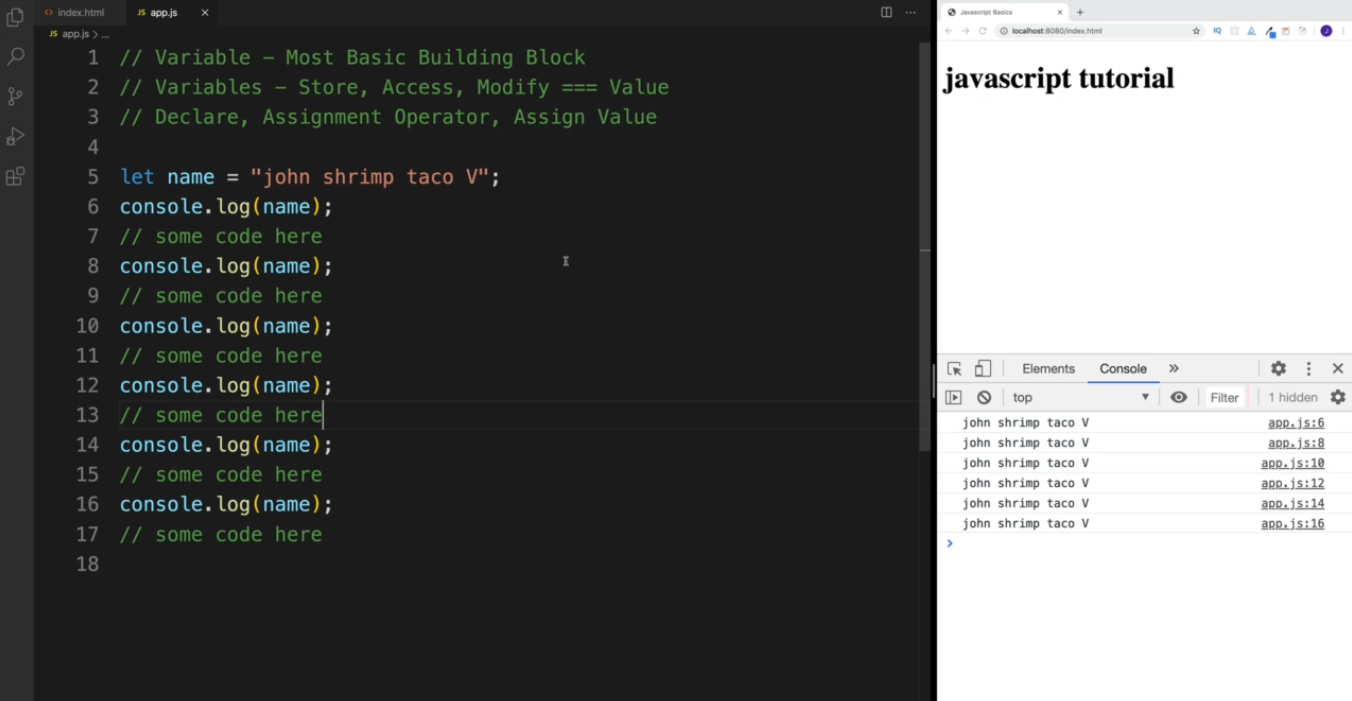 index.html
JS app.js
JS app.js > ...
1 // Variable – Most Basic Building Block
2 // Variables – Store, Access, Modify === Value
3 // Declare, Assignment Operator, Assign Value
4
5 let name = "john shrimp taco V";
6 console.log(name);
7 // some code here
8 console.log(name);
9 // some code here
10 console.log(name);
11 // some code here
12 console.log(name);
13 // some code here
14 console.log(name);
15 // some code here
16 console.log(name);
17 // some code here
18
Javascript Basics
localhost:8080/index.html
IQ
J
javascript tutorial
Elements Console »
top Filter 1 hidden
john shrimp taco V app.js:6
john shrimp taco V app.js:8
john shrimp taco V app.js:10
john shrimp taco V app.js:12
john shrimp taco V app.js:14
john shrimp taco V app.js:16